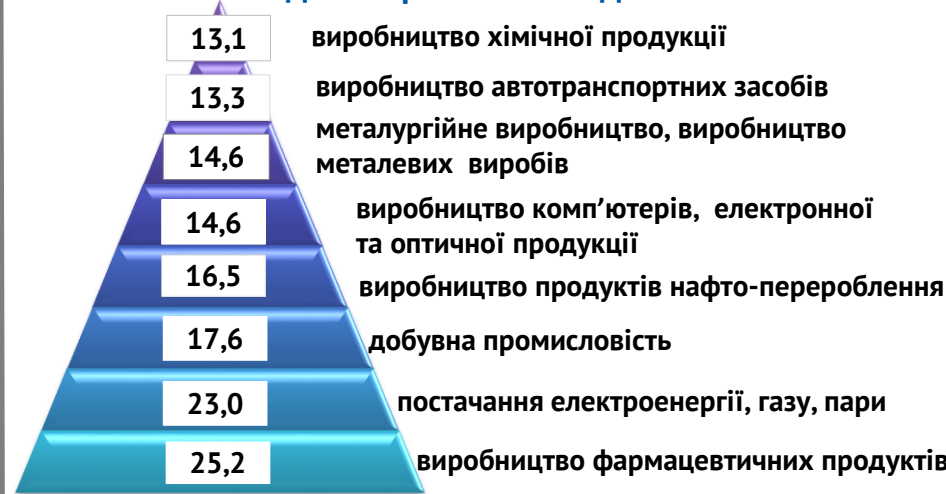 13,1 виробництво хімічної продукції
13,3 виробництво автотранспортних засобів
14,6 металургійне виробництво, виробництво
металевих виробів
14,6 виробництво комп’ютерів, електронної
та оптичної продукції
16,5 виробництво продуктів нафто-перероблення
17,6 добувна промисловість
23,0 постачання електроенергії, газу, пари
25,2 виробництво фармацевтичних продуктів